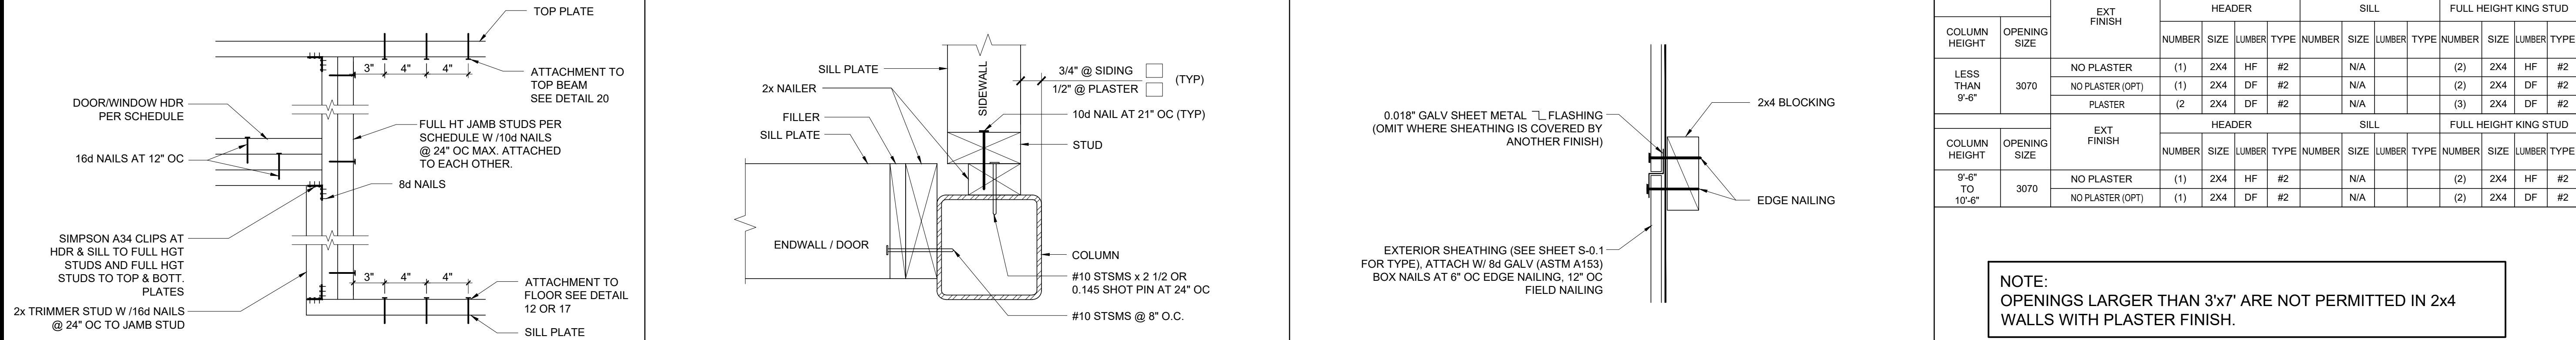 TOP PLATE
3" 4" 4"
ATTACHMENT TO
TOP BEAM
SEE DETAIL 20
DOOR/WINDOW HDR
PER SCHEDULE
FULL HT JAMB STUDS PER
SCHEDULE W /10d NAILS
@ 24" OC MAX. ATTACHED
TO EACH OTHER.
16d NAILS AT 12" OC
8d NAILS
SIMPSON A34 CLIPS AT
HDR & SILL TO FULL HGT
STUDS AND FULL HGT
STUDS TO TOP & BOTT.
PLATES
3" 4" 4"
ATTACHMENT TO
FLOOR SEE DETAIL
12 OR 17
2x TRIMMER STUD W /16d NAILS
@ 24" OC TO JAMB STUD
SILL PLATE
SILL PLATE
2x NAILER
FILLER
SILL PLATE
SIDEWALL
3/4" @ SIDING
1/2" @ PLASTER
(TYP)
10d NAIL AT 21" OC (TYP)
STUD
ENDWALL / DOOR
COLUMN
#10 STSMS x 2 1/2 OR
0.145 SHOT PIN AT 24" OC
#10 STSMS @ 8" O.C.
0.018" GALV SHEET METAL FLASHING
(OMIT WHERE SHEATHING IS COVERED BY
ANOTHER FINISH)
2x4 BLOCKING
EDGE NAILING
EXTERIOR SHEATHING (SEE SHEET S-0.1
FOR TYPE), ATTACH W/ 8d GALV (ASTM A153)
BOX NAILS AT 6" OC EDGE NAILING, 12" OC
FIELD NAILING
COLUMN HEIGHT OPENING SIZE EXT FINISH HEADER SILL FULL HEIGHT KING STUD
NUMBER SIZE LUMBER TYPE NUMBER SIZE LUMBER TYPE NUMBER SIZE LUMBER TYPE
LESS THAN 9'-6" 3070 NO PLASTER (1) 2X4 HF #2 N/A (2) 2X4 HF #2
NO PLASTER (OPT) (1) 2X4 DF #2 N/A (2) 2X4 DF #2
PLASTER (2 2X4 DF #2 N/A (3) 2X4 DF #2
COLUMN HEIGHT OPENING SIZE EXT FINISH HEADER SILL FULL HEIGHT KING STUD
NUMBER SIZE LUMBER TYPE NUMBER SIZE LUMBER TYPE NUMBER SIZE LUMBER TYPE
9'-6" TO 10'-6" 3070 NO PLASTER (1) 2X4 HF #2 N/A (2) 2X4 HF #2
NO PLASTER (OPT) (1) 2X4 DF #2 N/A (2) 2X4 DF #2
NOTE:
OPENINGS LARGER THAN 3'x7' ARE NOT PERMITTED IN 2x4
WALLS WITH PLASTER FINISH.